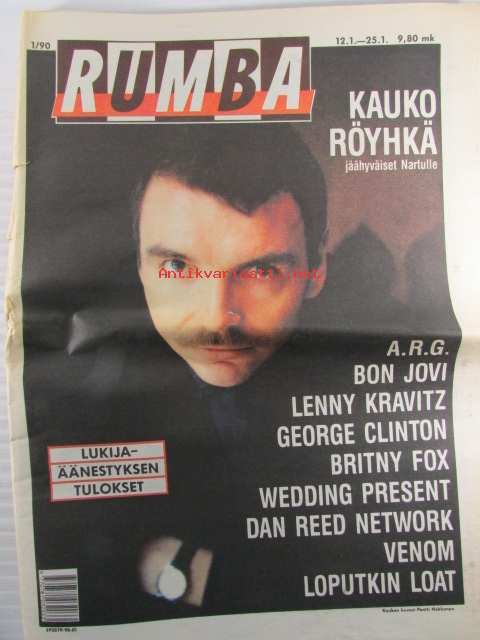 1/90
12.1.—25.1. 9,80 mk
RUMBA
KAUKO
RÖYHKÄ
jäähyväiset Nartulle
Antikvariaatti.net
A.R.G.
BON JOVI
LENNY KRAVITZ
GEORGE CLINTON
BRITNY FOX
WEDDING PRESENT
DAN REED NETWORK
VENOM
LOPUTKIN LOAT
LUKIJA-
ÄÄNESTYKSEN
TULOKSET